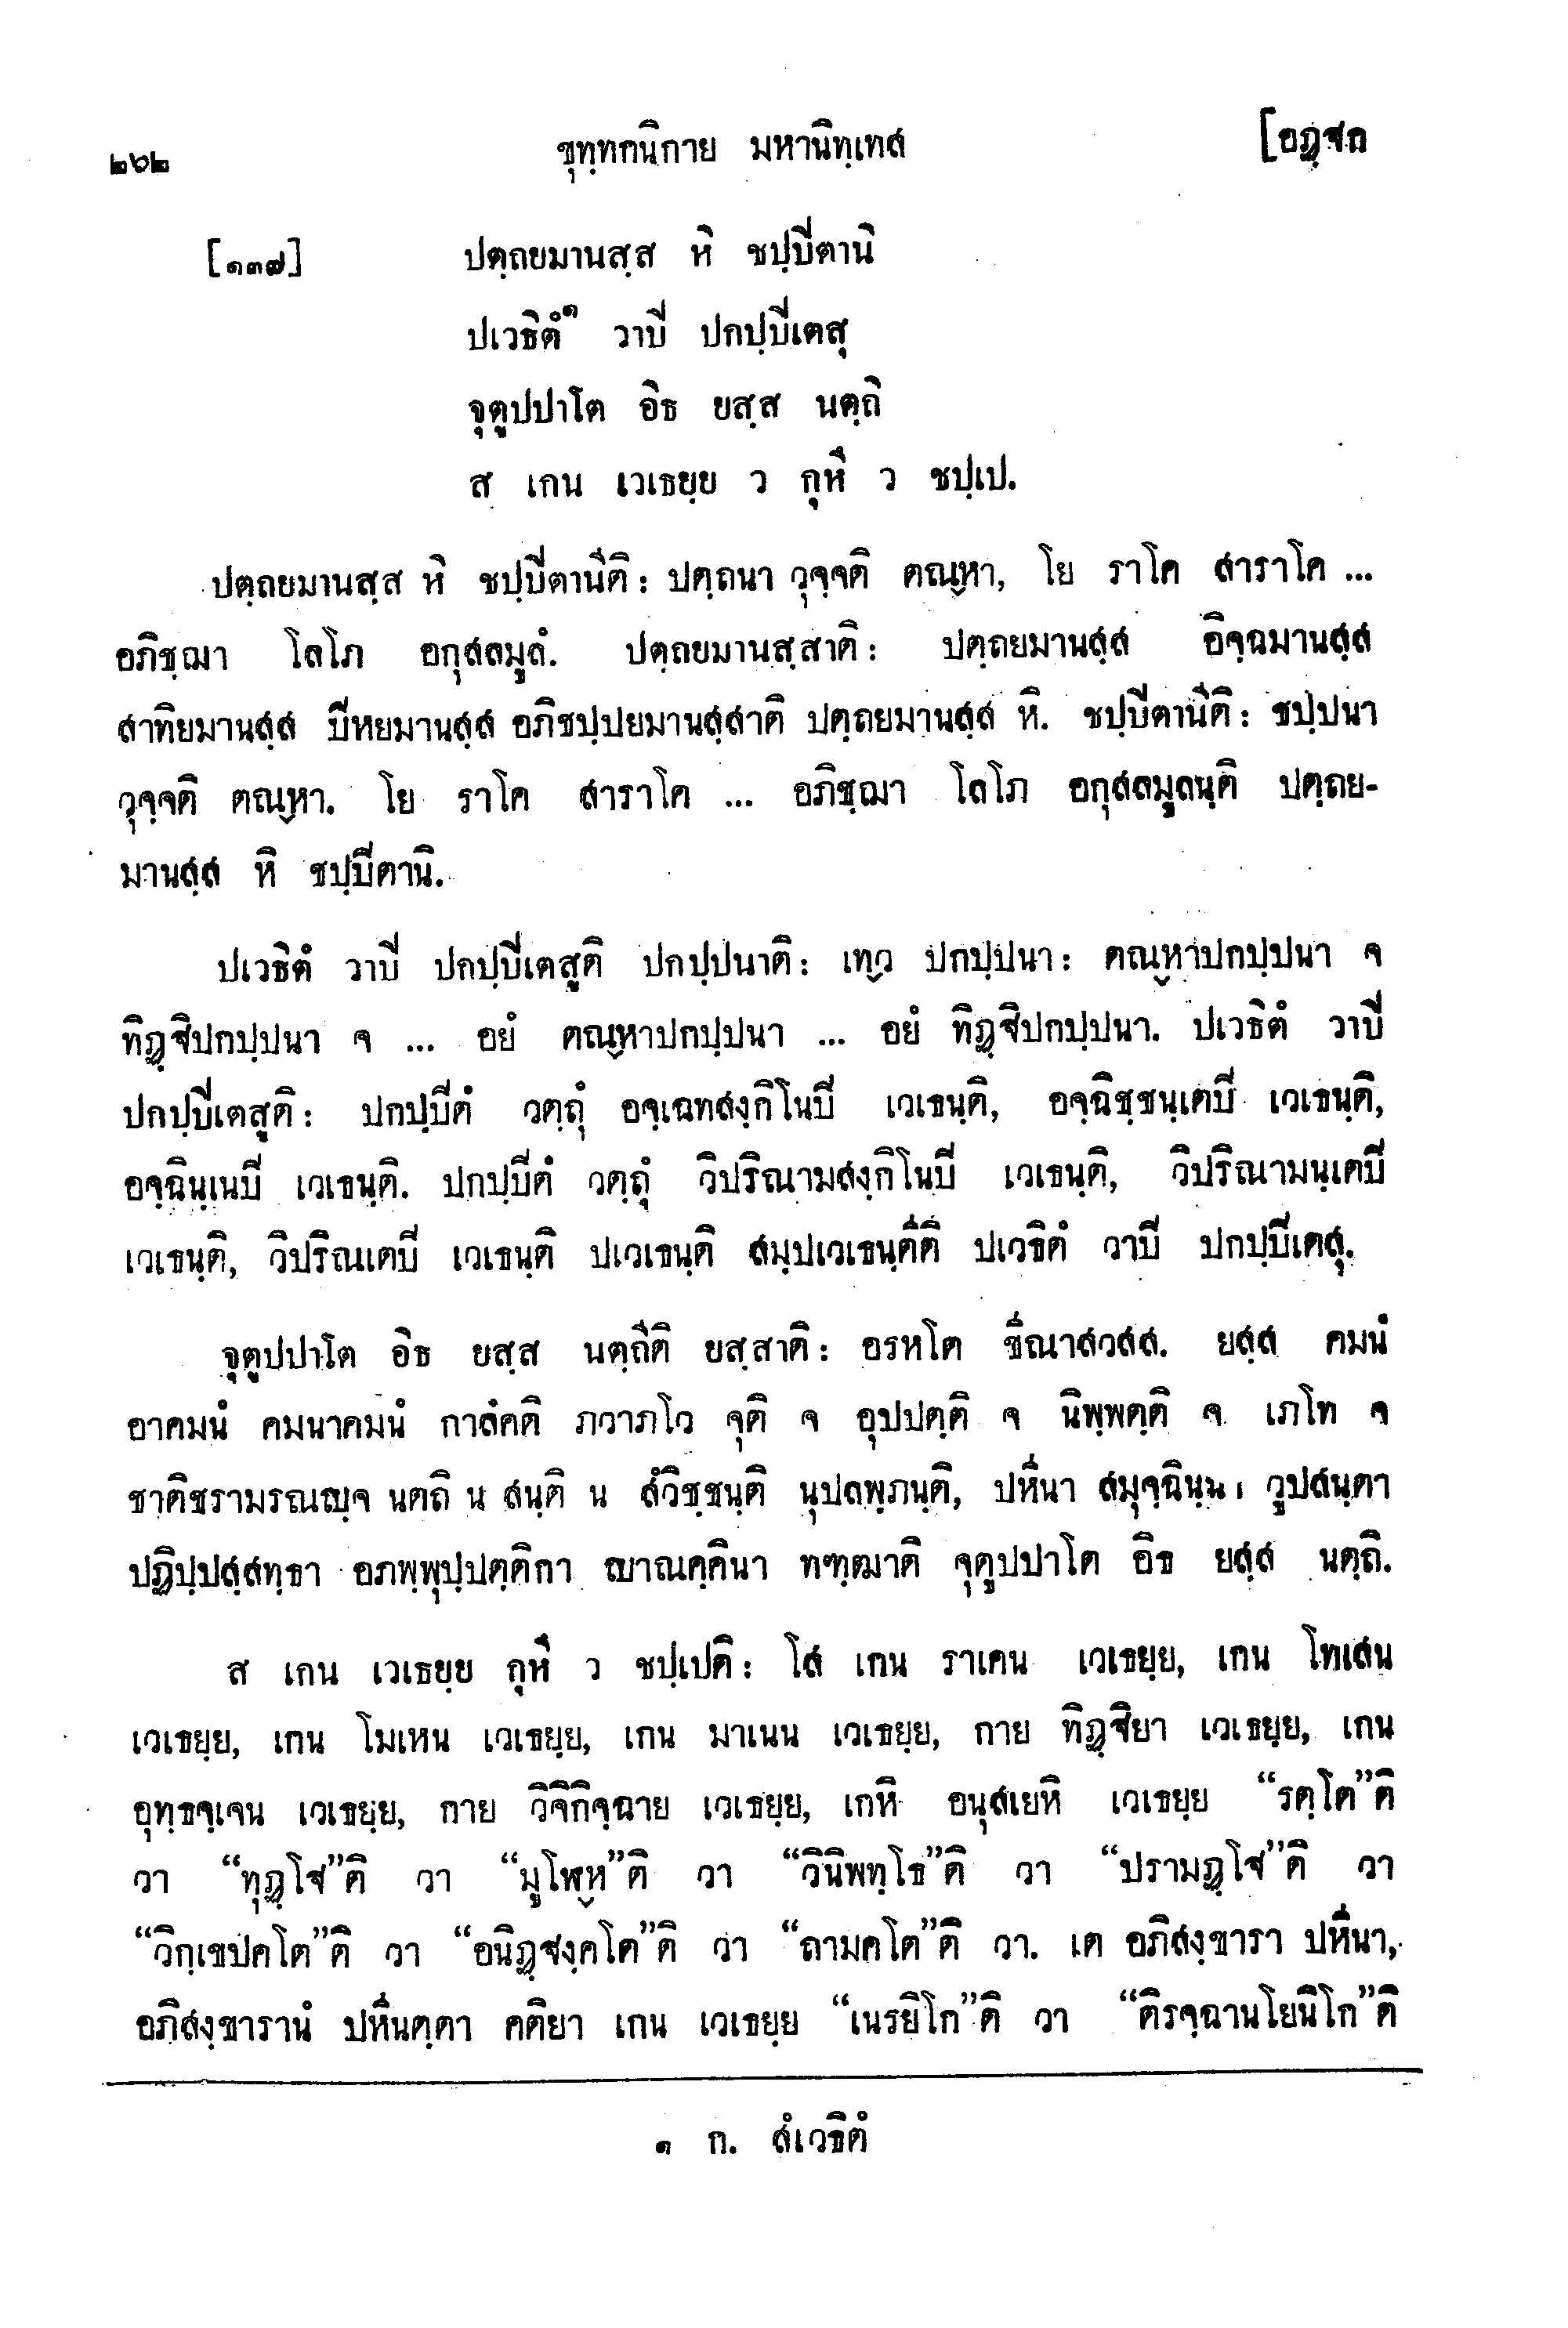 ๒๖๒ ขุทฺทกนิกาย มหานิทฺเทส [อฏฺฐก
[๑๓๗] ปตฺถยมานสฺส หิ ชปฺปิตานิ
ปเวธิตํ๑ วาปิ ปกปฺปิเตสุ
จุตูปปาโต อิธ ยสฺส นตฺถิ
ส เกน เวเธยฺย ว กุหึ ว ชปฺเป.
ปตฺถยมานสฺส หิ ชปฺปิตานีติ: ปตฺถนา วุจฺจติ ตณฺหา, โย ราโค สาราโค ...
อภิชฺฌา โลโภ อกุสลมูลํ. ปตฺถยมานสฺสาติ: ปตฺถยมานสฺส อิจฺฉมานสฺส
สาทิยมานสฺส ปิหยมานสฺส อภิชปฺปยมานสฺสาติ ปตฺถยมานสฺส หิ. ชปฺปิตานีติ: ชปฺปนา
วุจฺจติ ตณฺหา. โย ราโค สาราโค ... อภิชฺฌา โลโภ อกุสลมูลนฺติ ปตฺถย-
มานสฺส หิ ชปฺปิตานิ.
ปเวธิตํ วาปิ ปกปฺปิเตสูติ ปกปฺปนาติ: เทฺว ปกปฺปนา: ตณฺหาปกปฺปนา จ
ทิฏฺฐิปกปฺปนา จ ... อยํ ตณฺหาปกปฺปนา ... อยํ ทิฏฺฐิปกปฺปนา. ปเวธิตํ วาปิ
ปกปฺปิเตสูติ: ปกปฺปิตํ วตฺถุํ อจฺเฉทสงฺกิโนปิ เวเธนฺติ, อจฺฉิชฺชนฺเตปิ เวเธนฺติ,
อจฺฉินฺเนปิ เวเธนฺติ. ปกปฺปิตํ วตฺถุํ วิปริณามสงฺกิโนปิ เวเธนฺติ, วิปริณามนฺเตปิ
เวเธนฺติ, วิปริณเตปิ เวเธนฺติ ปเวเธนฺติ สมฺปเวเธนฺตีติ ปเวธิตํ วาปิ ปกปฺปิเตสุ.
จุตูปปาโต อิธ ยสฺส นตฺถีติ ยสฺสาติ: อรหโต ขีณาสวสฺส. ยสฺส คมนํ
อาคมนํ คมนาคมนํ กาลํคติ ภวาภโว จุติ จ อุปปตฺติ จ นิพฺพตฺติ จ เภโท จ
ชาติชรามรณญฺจ นตถิ น สนฺติ น สํวิชฺชนฺติ นุปลพฺภนฺติ, ปหีนา สมุจฺฉินฺนา วูปสนฺตา
ปฏิปฺปสฺสทฺธา อภพฺพุปฺปตฺติกา ญาณคฺคินา ทฑฺฒาติ จุตูปปาโต อิธ ยสฺส นตฺถิ.
ส เกน เวเธยฺย กุหึ ว ชปฺเปติ: โส เกน ราเคน เวเธยฺย, เกน โทเสน
เวเธยฺย, เกน โมเหน เวเธยฺย, เกน มาเนน เวเธยฺย, กาย ทิฏฺฐิยา เวเธยฺย, เกน
อุทฺธจฺเจน เวเธยฺย, กาย วิจิกิจฺฉาย เวเธยฺย, เกหิ อนุสเยหิ เวเธยฺย “รตฺโต”ติ
วา “ทุฏฺโฐ”ติ วา “มูโฬฺห”ติ วา “วินิพทฺโธ”ติ วา “ปรามฏฺโฐ”ติ วา
“วิกฺเขปคโต”ติ วา “อนิฏฺฐงฺคโต”ติ วา “ถามคโต”ติ วา. เต อภิสงฺขารา ปหีนา,
อภิสงฺขารานํ ปหีนตฺตา คติยา เกน เวเธยฺย “เนรยิโก”ติ วา “ติรจฺฉานโยนิโก”ติ
๑ ก. สํเวธิตํ